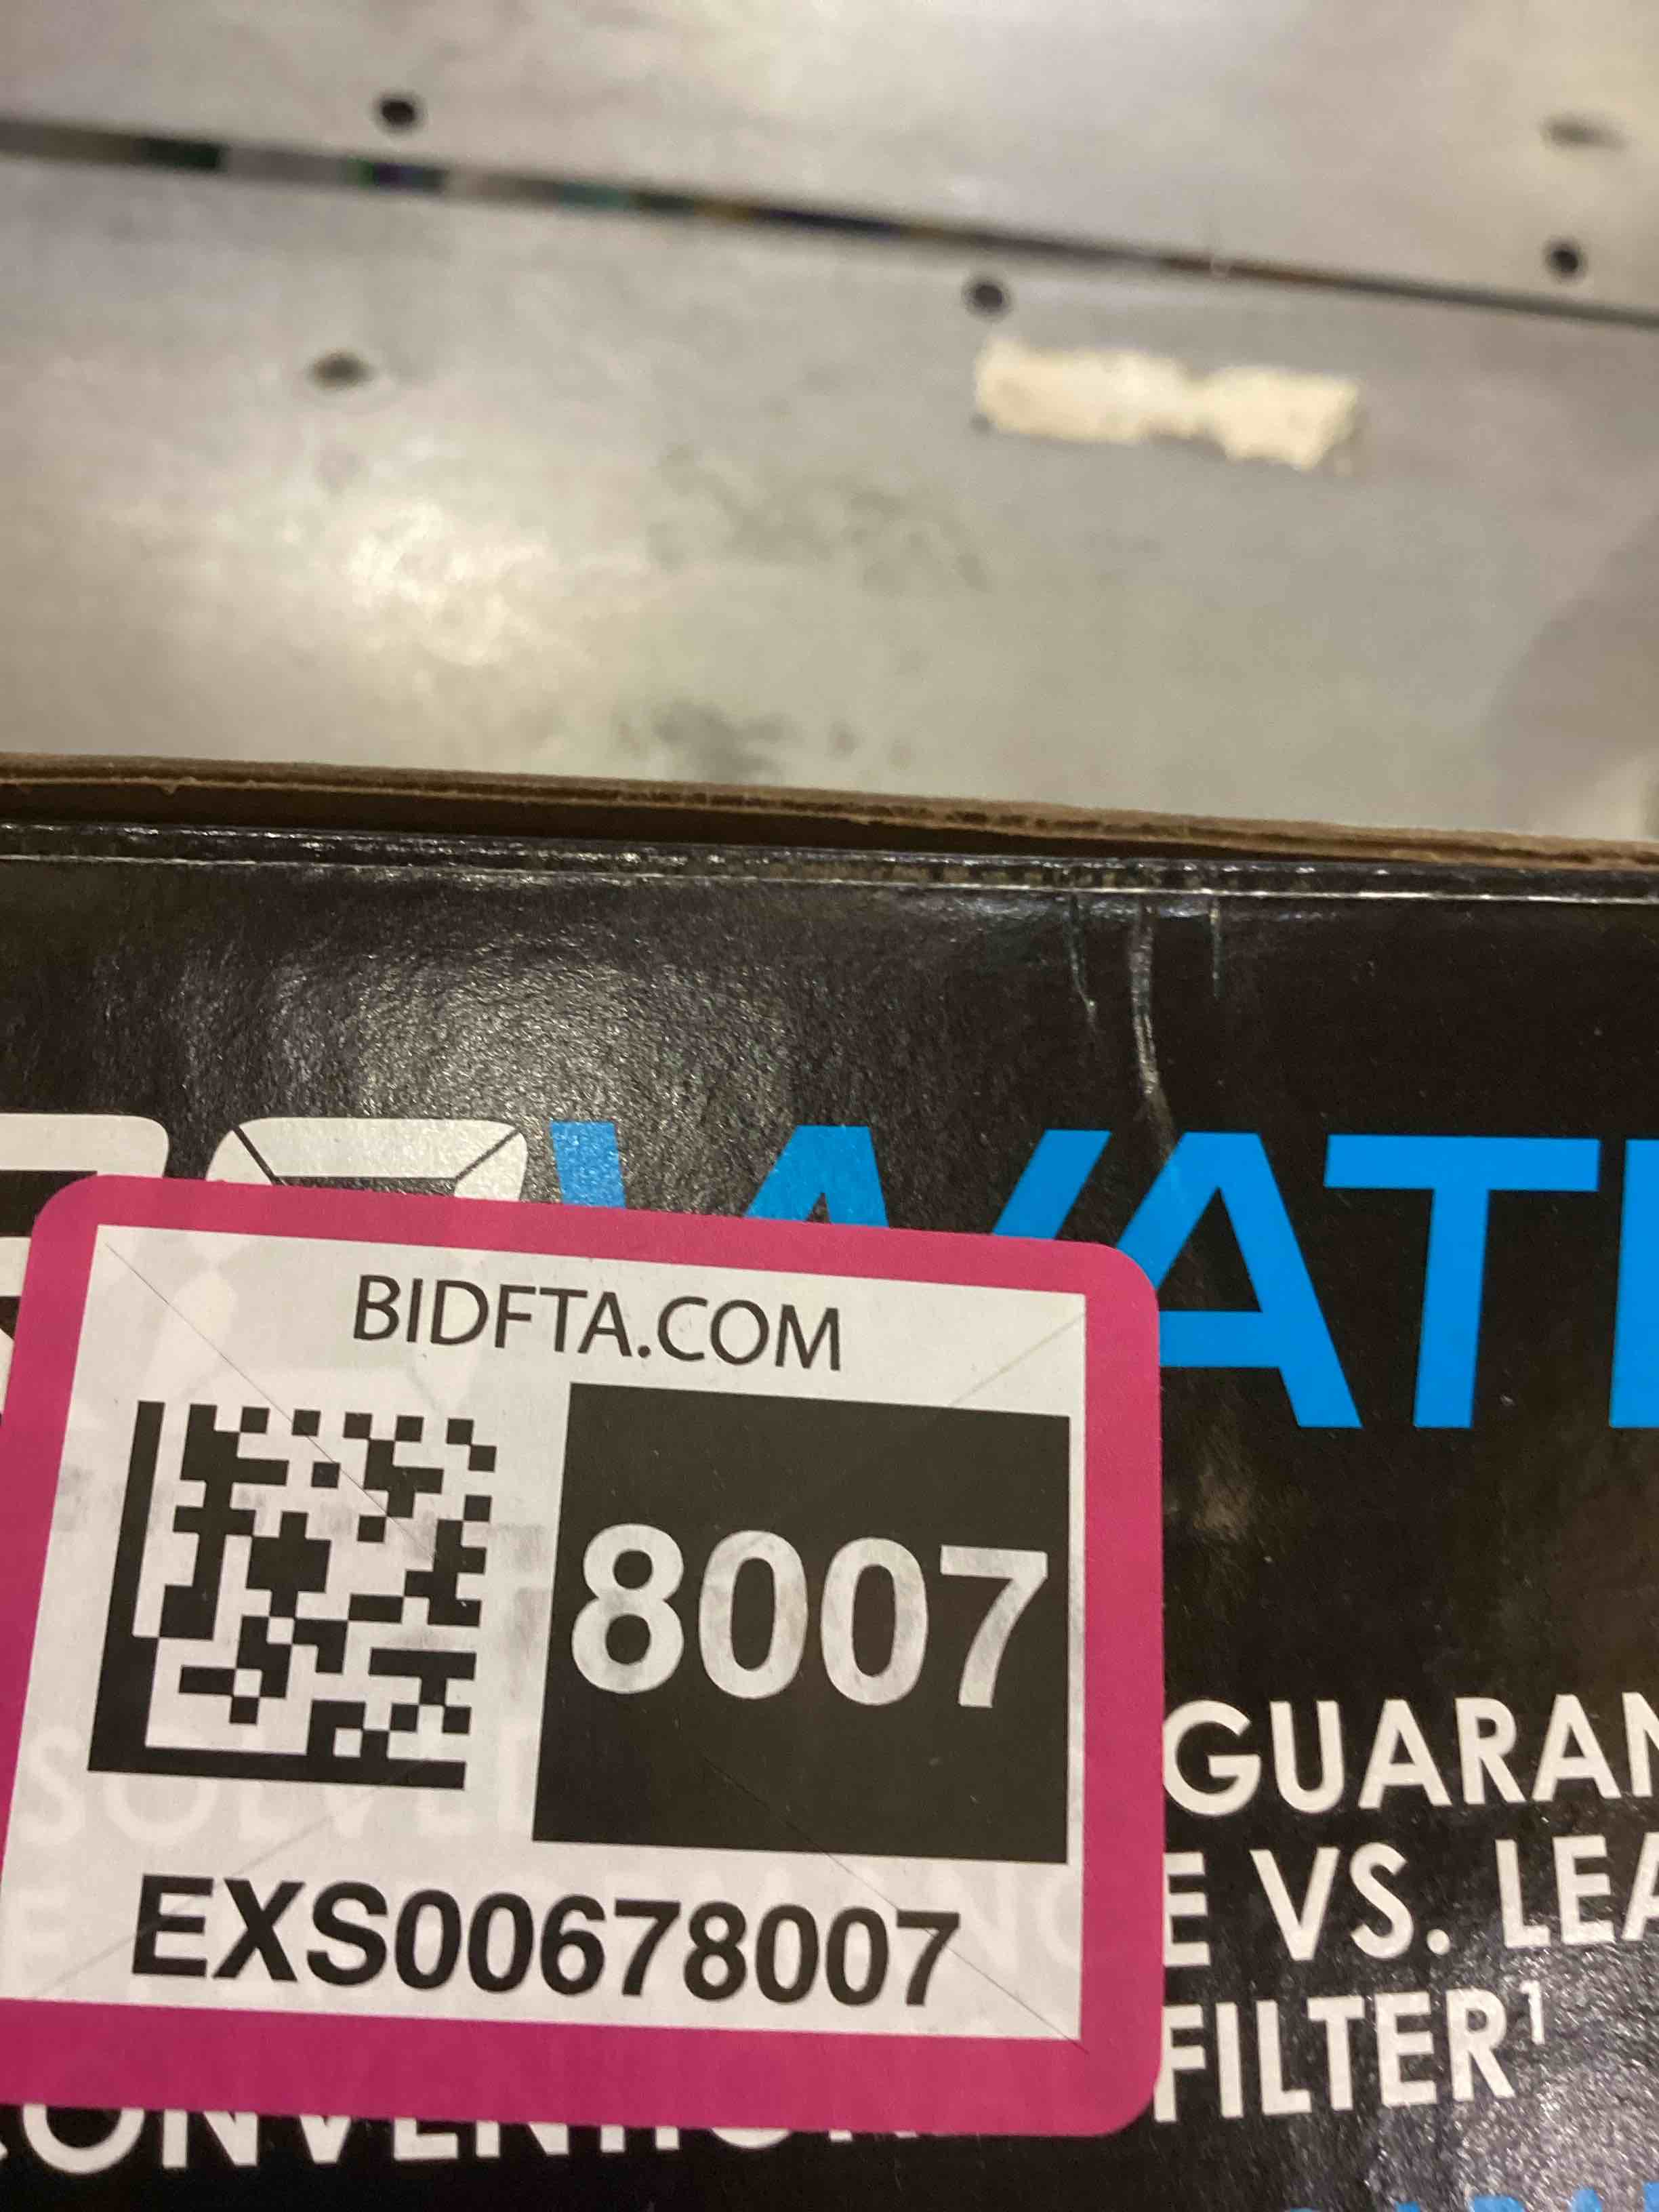 BIDFTA.COM
8007
EXS00678007
GUARAN
E VS. LEA
FILTER¹